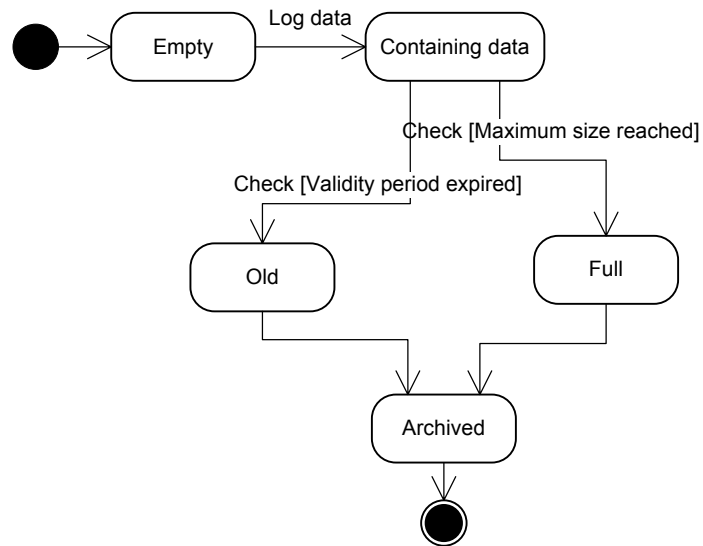 Log data
Empty
Containing data
Check [Maximum size reached]
Check [Validity period expired]
Old
Full
Archived